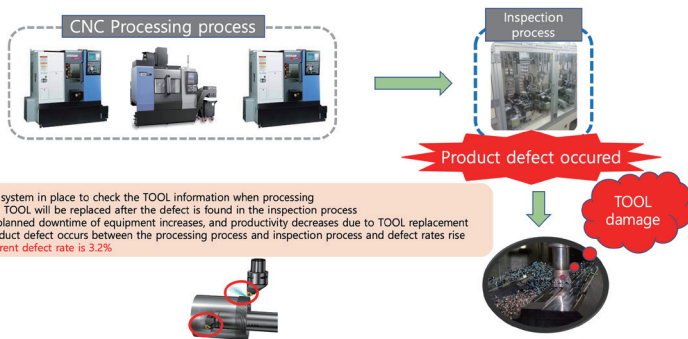 CNC Processing process
Inspection
process
Product defect occured
system in place to check the TOOL information when processing
TOOL will be replaced after the defect is found in the inspection process
planned downtime of equipment increases, and productivity decreases due to TOOL replacement
duct defect occurs between the processing process and inspection process and defect rates rise
rent defect rate is 3.2%
TOOL
damage